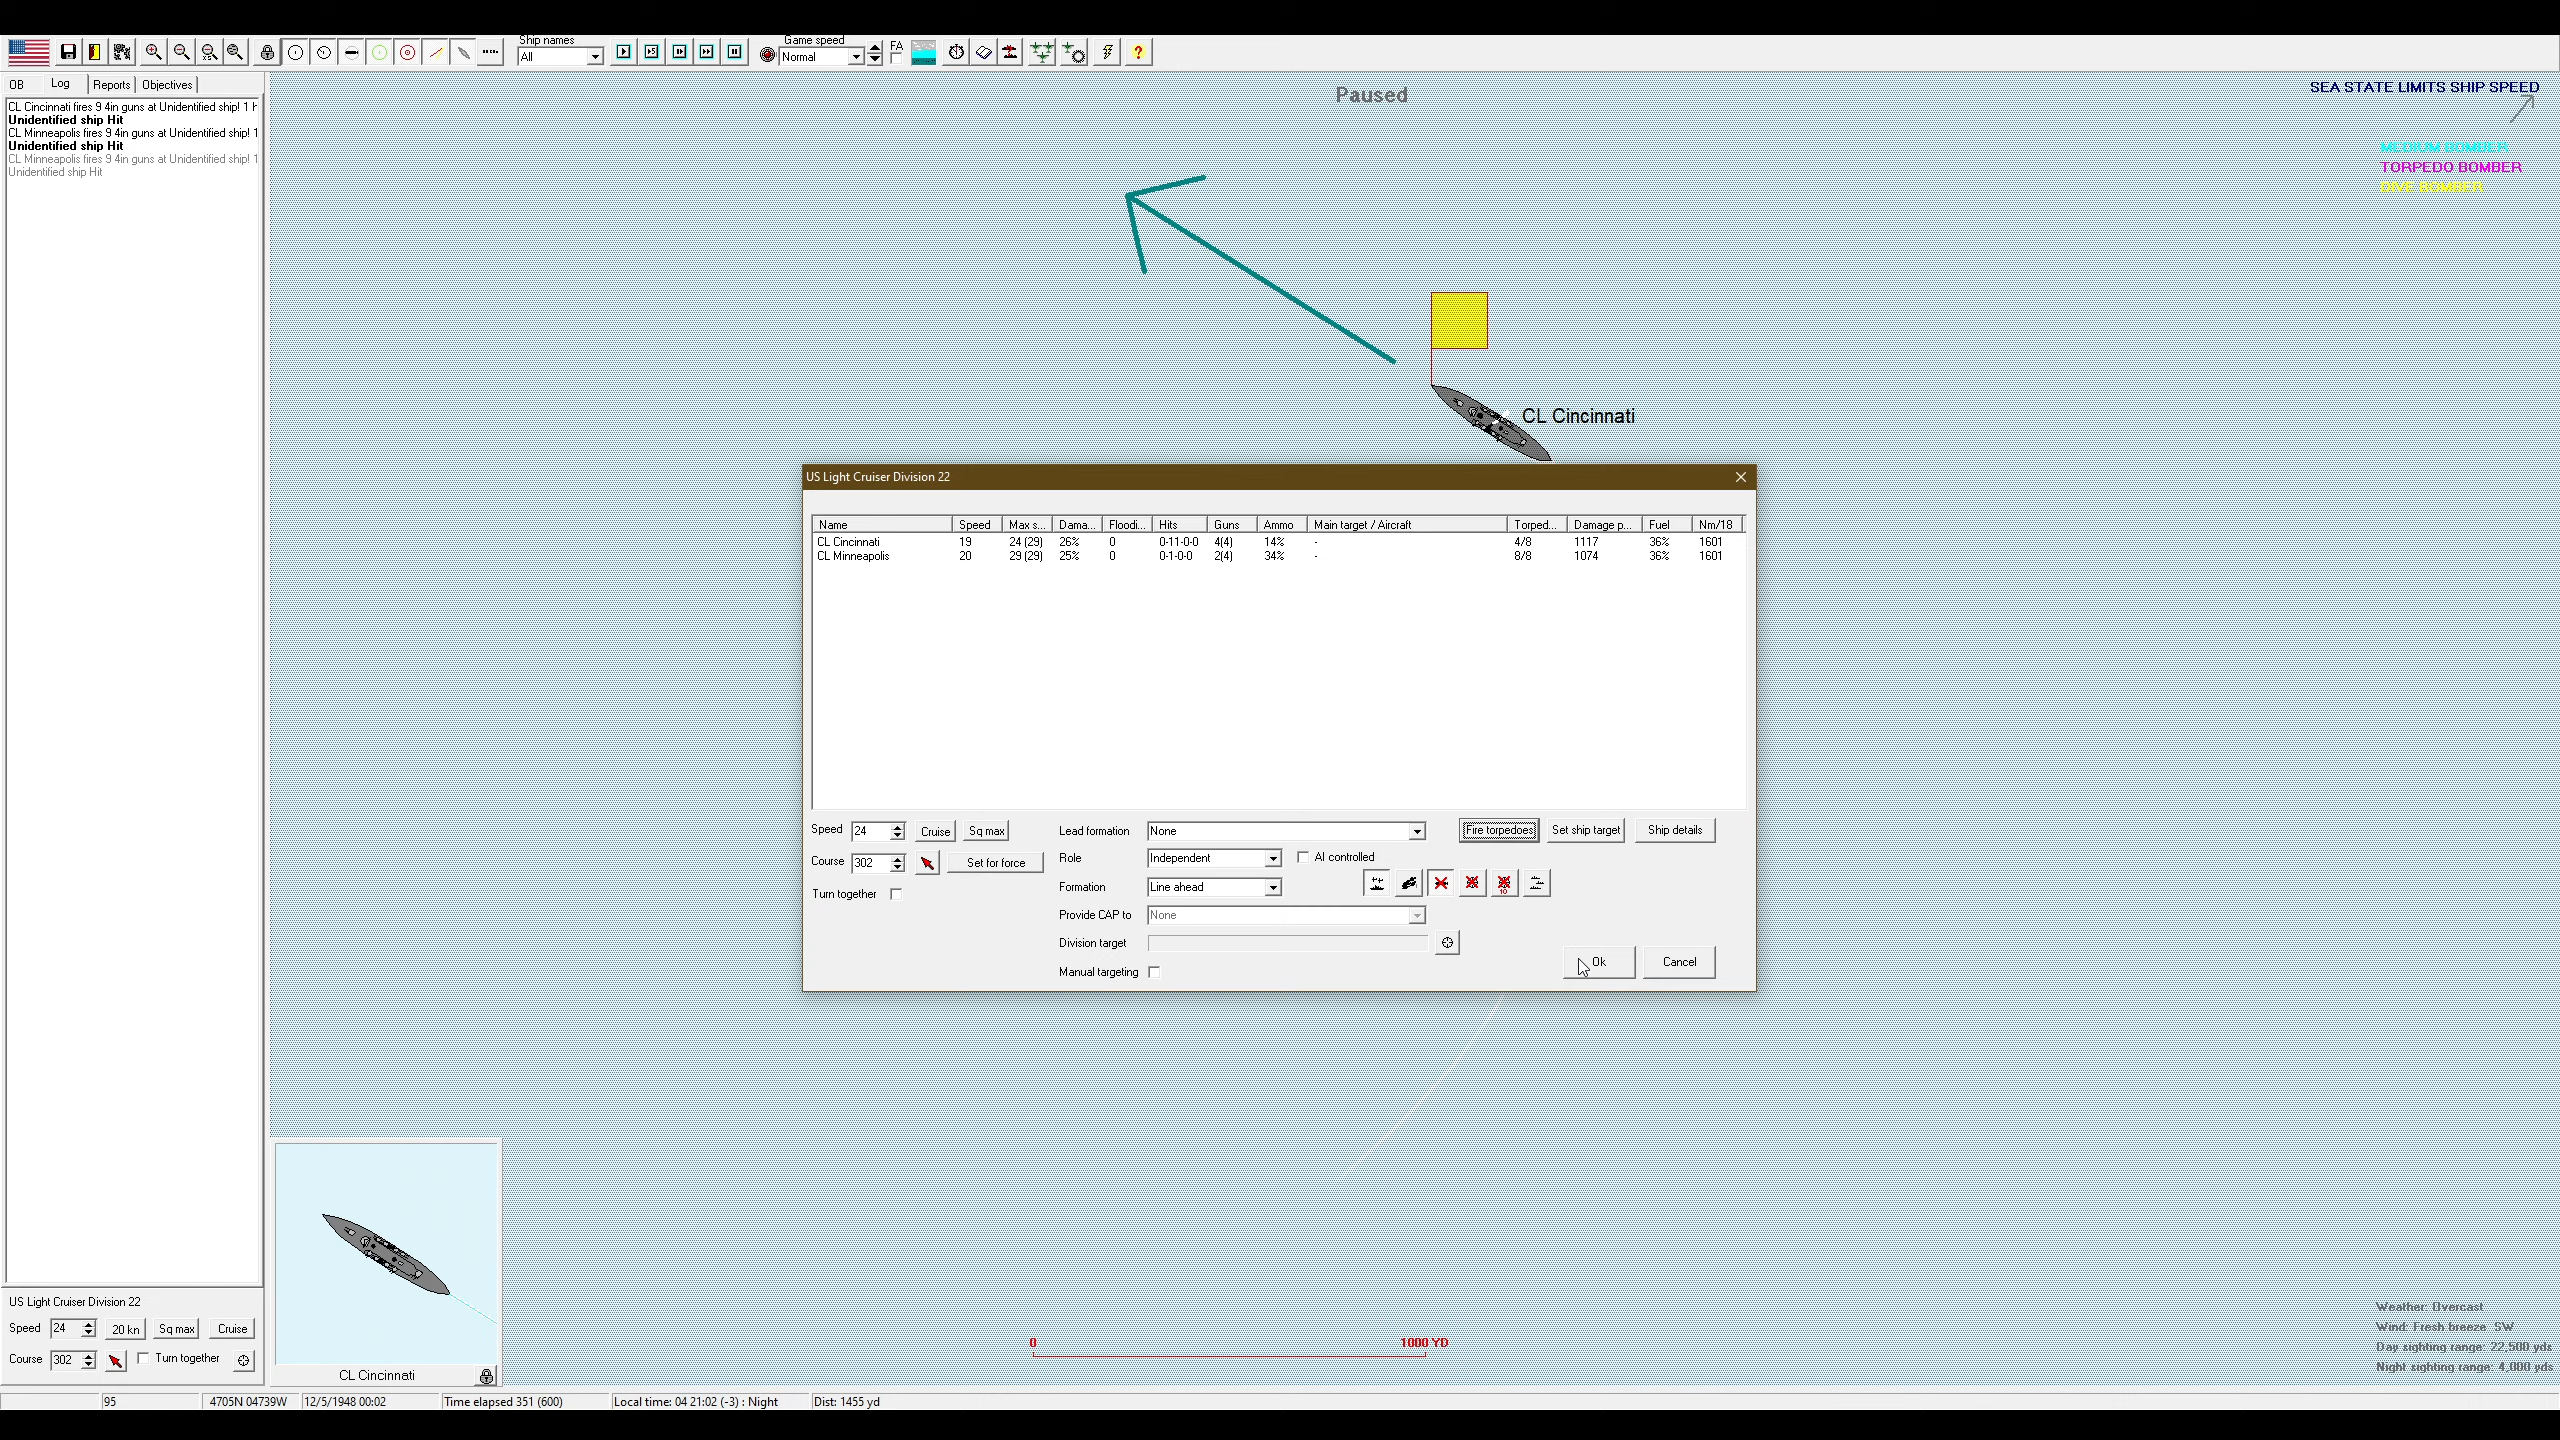 Ship names
All
Game speed
Normal
FA
OB Log Reports Objectives
CL Cincinnati fires 9 4in guns at Unidentified ship! 1 h
Unidentified ship Hit
CL Minneapolis fires 9 4in guns at Unidentified ship! 1
Unidentified ship Hit
CL Minneapolis fires 9 4in guns at Unidentified ship! 1
Unidentified ship Hit
Paused
SEA STATE LIMITS SHIP SPEED
MEDIUM BOMBER
TORPEDO BOMBER
DIVE BOMBER
CL Cincinnati
US Light Cruiser Division 22
Name Speed Max s... Dama... Floodi... Hits Guns Ammo Main target / Aircraft Torped... Damage p... Fuel Nm/18
CL Cincinnati 19 24 (29) 26% 0 0-11-0-0 4(4) 14% - 4/8 1117 36% 1601
CL Minneapolis 20 29 (29) 25% 0 0-1-0-0 2(4) 34% - 8/8 1074 36% 1601
Speed 24 Cruise Sq max Lead formation None Fire torpedoes Set ship target Ship details
Course 302 Set for force Role Independent AI controlled
Turn together Formation Line ahead 10
Provide CAP to None
Division target
Manual targeting
Ok Cancel
US Light Cruiser Division 22
Speed 24 20 kn Sq max Cruise
Course 302 Turn together
CL Cincinnati
0 1000 YD
Weather: Overcast
Wind: Fresh breeze SW
Day sighting range: 22,500 yds
Night sighting range: 4,000 yds
95 4705N 04739W 12/5/1948 00:02 Time elapsed 351 (600) Local time: 04 21:02 (-3) : Night Dist: 1455 yd